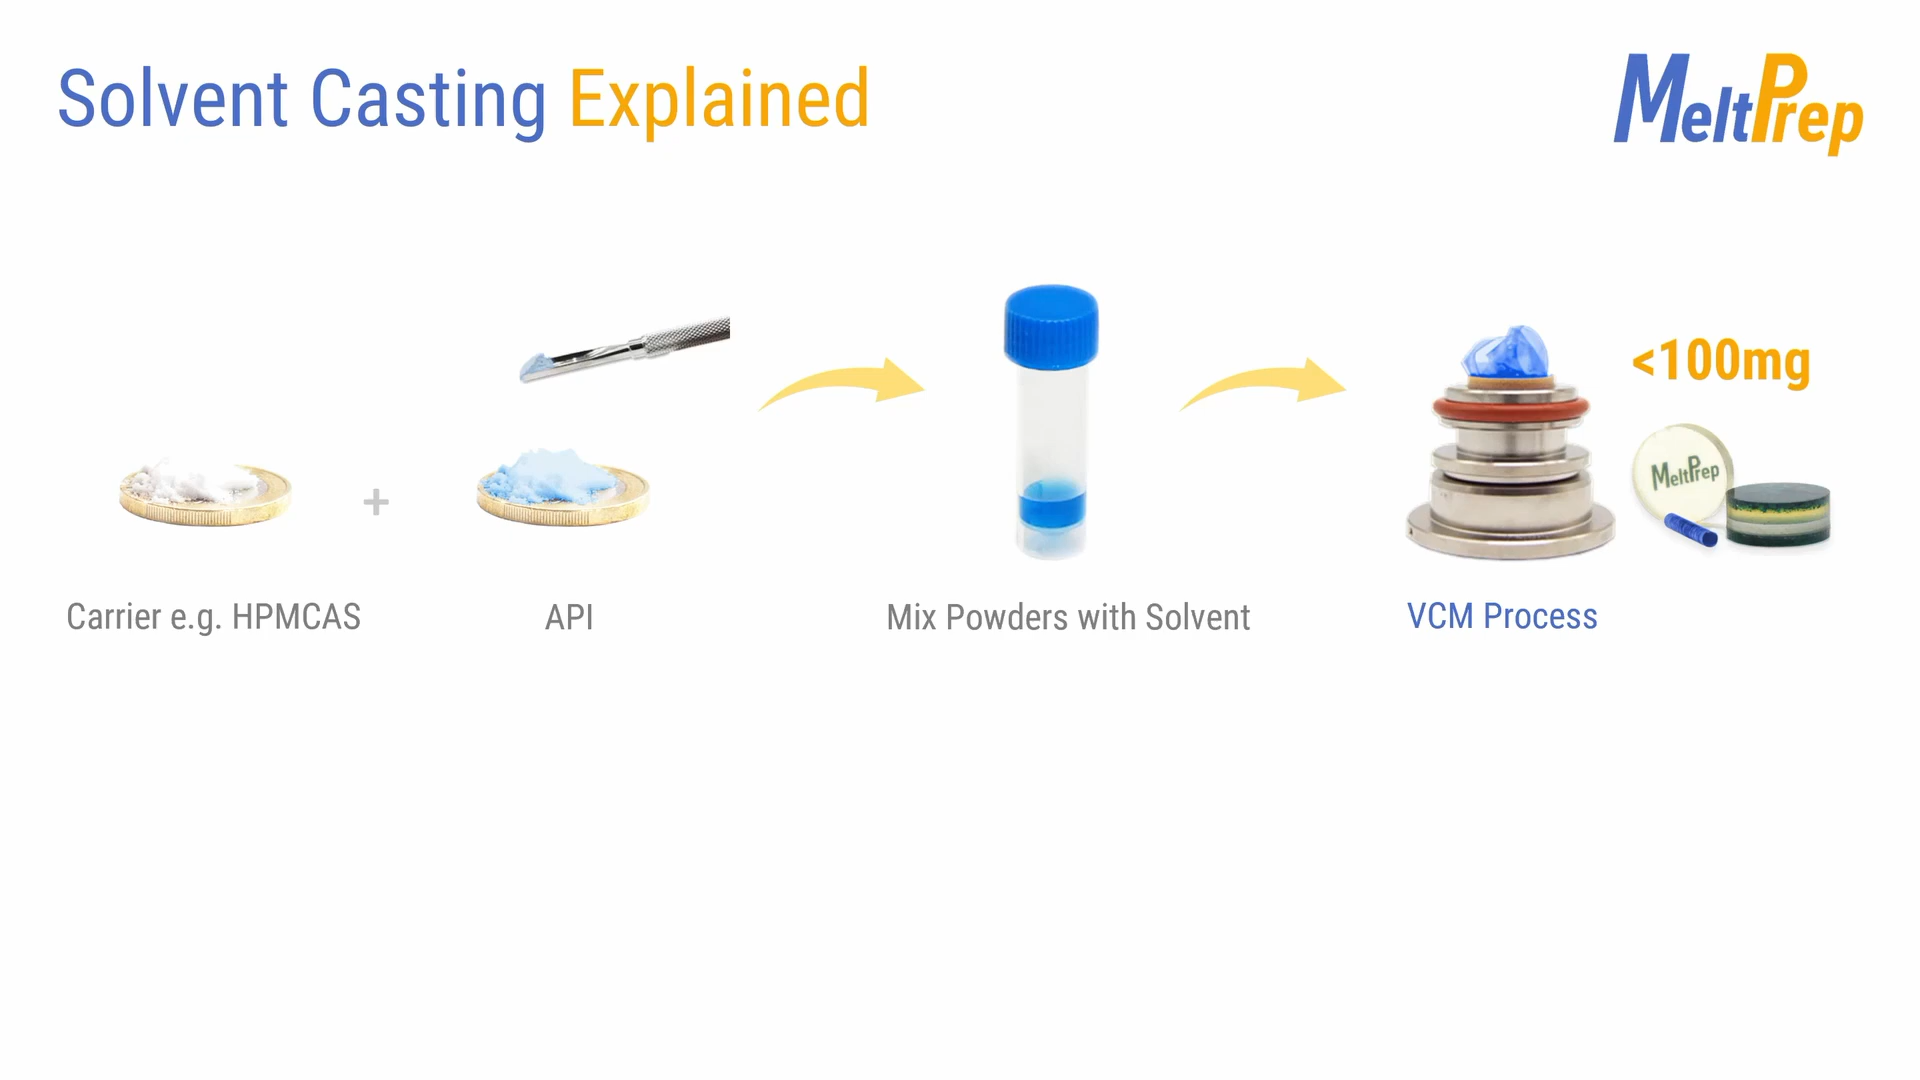 Solvent Casting Explained
MeltPrep
<100mg
MeltPrep
+
Carrier e.g. HPMCAS
API
Mix Powders with Solvent
VCM Process